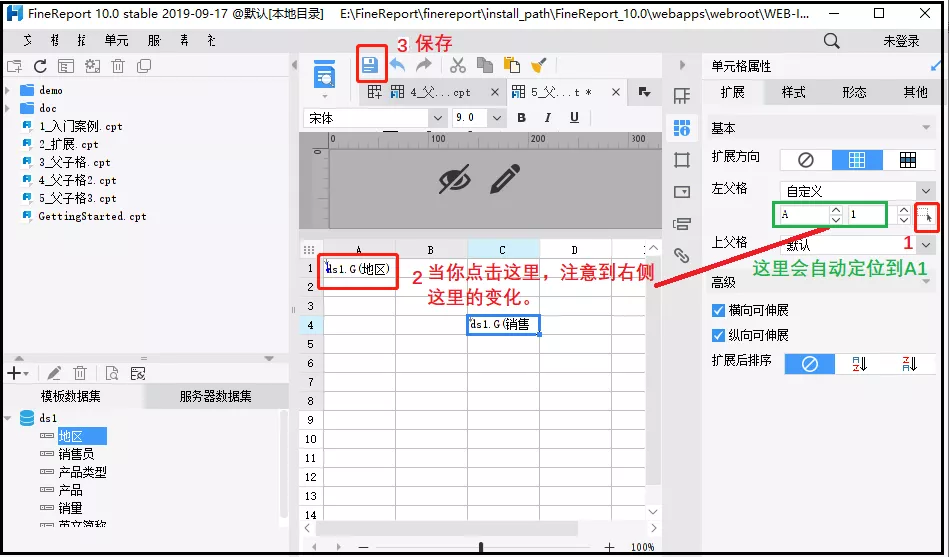 FineReport 10.0 stable 2019-09-17 @默认[本地目录] E:\FineReport\finereport\install_path\FineReport_10.0\webapps\webroot\WEB-I...
单元
未登录
3 保存
4_父...cpt
5_父...t *
宋体 9.0 B I U
0 100 200 300
0
demo
doc
1_入门案例.cpt
2_扩展.cpt
3_父子格.cpt
4_父子格2.cpt
5_父子格3.cpt
GettingStarted.cpt
模板数据集 服务器数据集
ds1
地区
销售员
产品类型
产品
销量
英文简称
A B C D
1 ds1.G(地区)
2
3
4 ds1.G(销售
5
6
7
8
9
10
11
12
13
14
2 当你点击这里，注意到右侧
这里的变化。
100%
单元格属性
扩展 样式 形态 其他
基本
扩展方向
左父格 自定义
A 1
1
上父格 默认
这里会自动定位到A1
高级
横向可伸展
纵向可伸展
扩展后排序